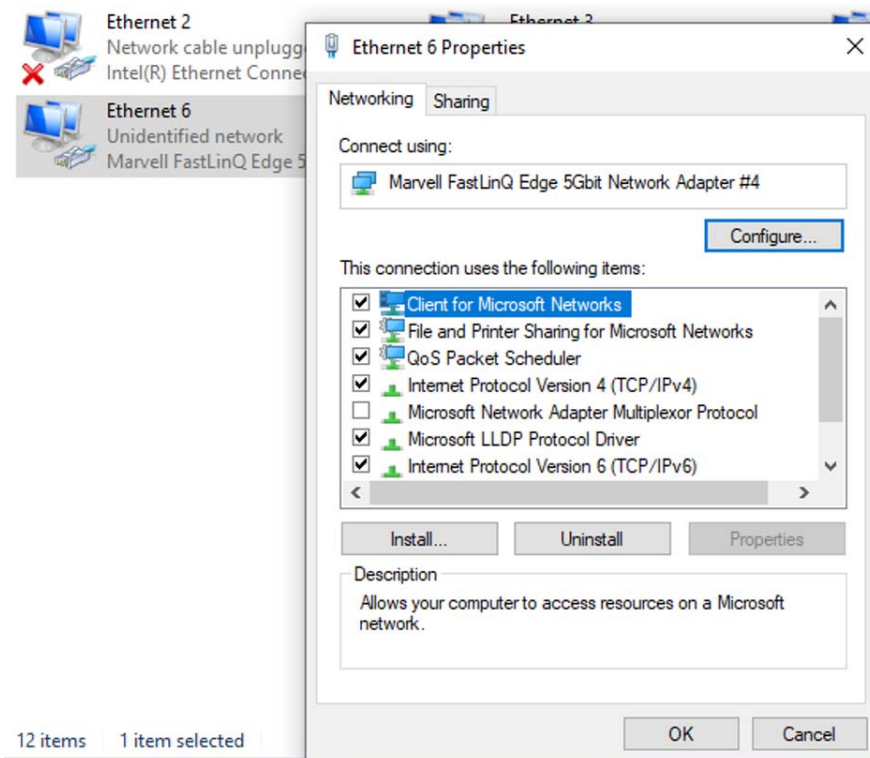 Ethernet 2
Network cable unplugg
Intel(R) Ethernet Connec
Ethernet 6
Unidentified network
Marvell FastLinQ Edge 5
Ethernet 3
Ethernet 6 Properties
Networking
Sharing
Connect using:
Marvell FastLinQ Edge 5Gbit Network Adapter #4
Configure...
This connection uses the following items:
Client for Microsoft Networks
File and Printer Sharing for Microsoft Networks
QoS Packet Scheduler
Internet Protocol Version 4 (TCP/IPv4)
Microsoft Network Adapter Multiplexor Protocol
Microsoft LLDP Protocol Driver
Internet Protocol Version 6 (TCP/IPv6)
Install...
Uninstall
Properties
Description
Allows your computer to access resources on a Microsoft
network.
OK
Cancel
12 items
1 item selected